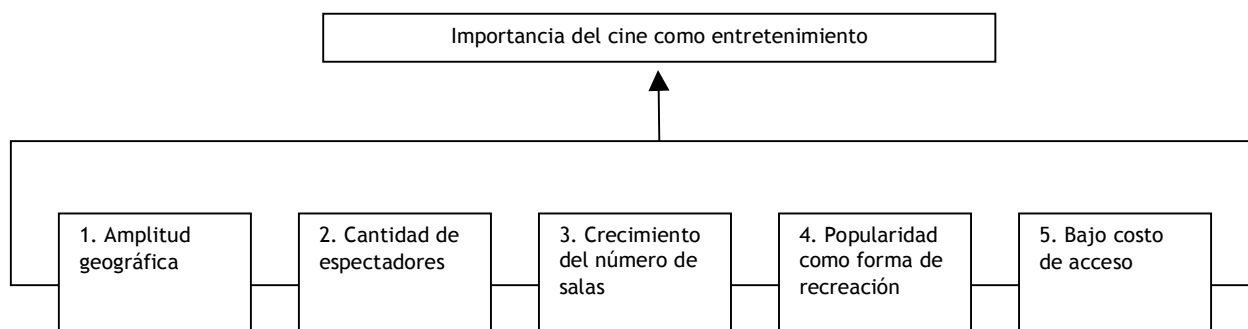 Importancia del cine como entretenimiento
1. Amplitud
geográfica
2. Cantidad de
espectadores
3. Crecimiento
del número de
salas
4. Popularidad
como forma de
recreación
5. Bajo costo
de acceso